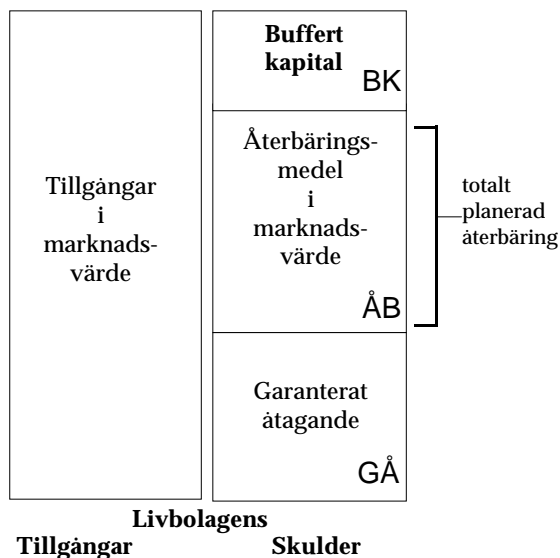 Tillgångar
i
marknads-
värde
Buffert
kapital
BK
Återbärings-
medel
i
marknads-
värde
ÅB
totalt
planerad
återbäring
Garanterat
åtagande
GÅ
Livbolagens
Tillgångar Skulder